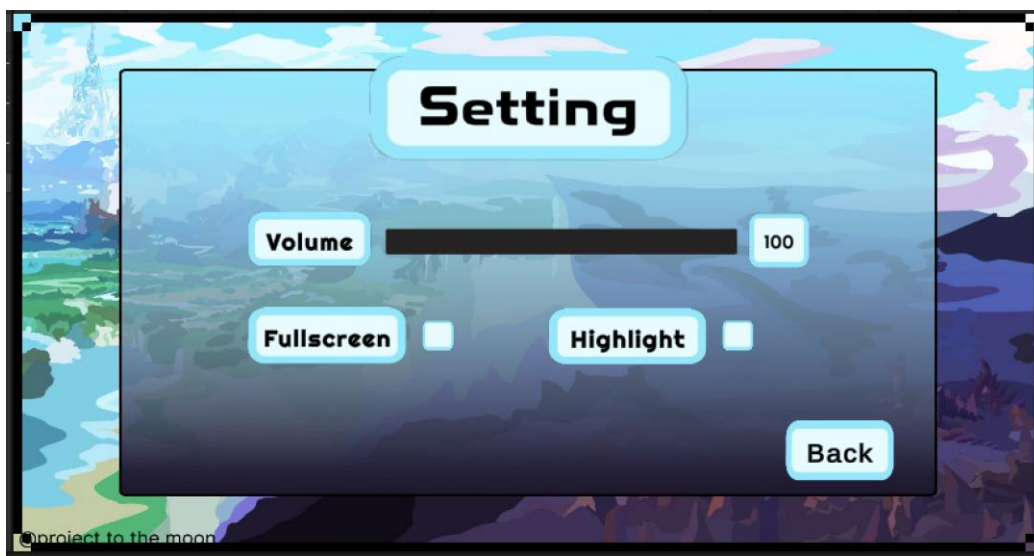 Setting
Volume
100
Fullscreen
Highlight
Back
@project to the moon